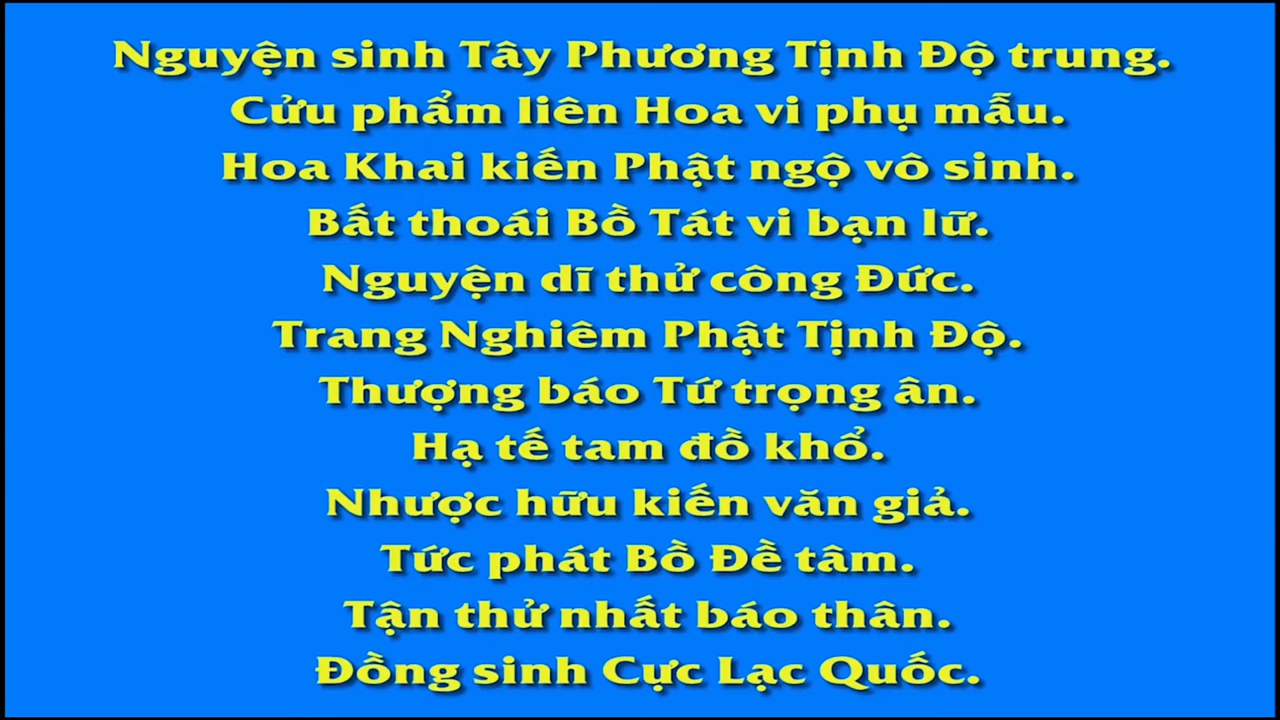 Nguyện sinh Tây Phương Tịnh Độ trung.
Cửu phẩm liên Hoa vi phụ mẫu.
Hoa Khai kiến Phật ngộ vô sinh.
Bất thoái Bồ Tát vi bạn lữ.
Nguyện dĩ thử công Đức.
Trang Nghiêm Phật Tịnh Độ.
Thượng báo Tứ trọng ân.
Hạ tế tam đồ khổ.
Nhược hữu kiến văn giả.
Tức phát Bồ Đề tâm.
Tận thử nhất báo thân.
Đồng sinh Cực Lạc Quốc.